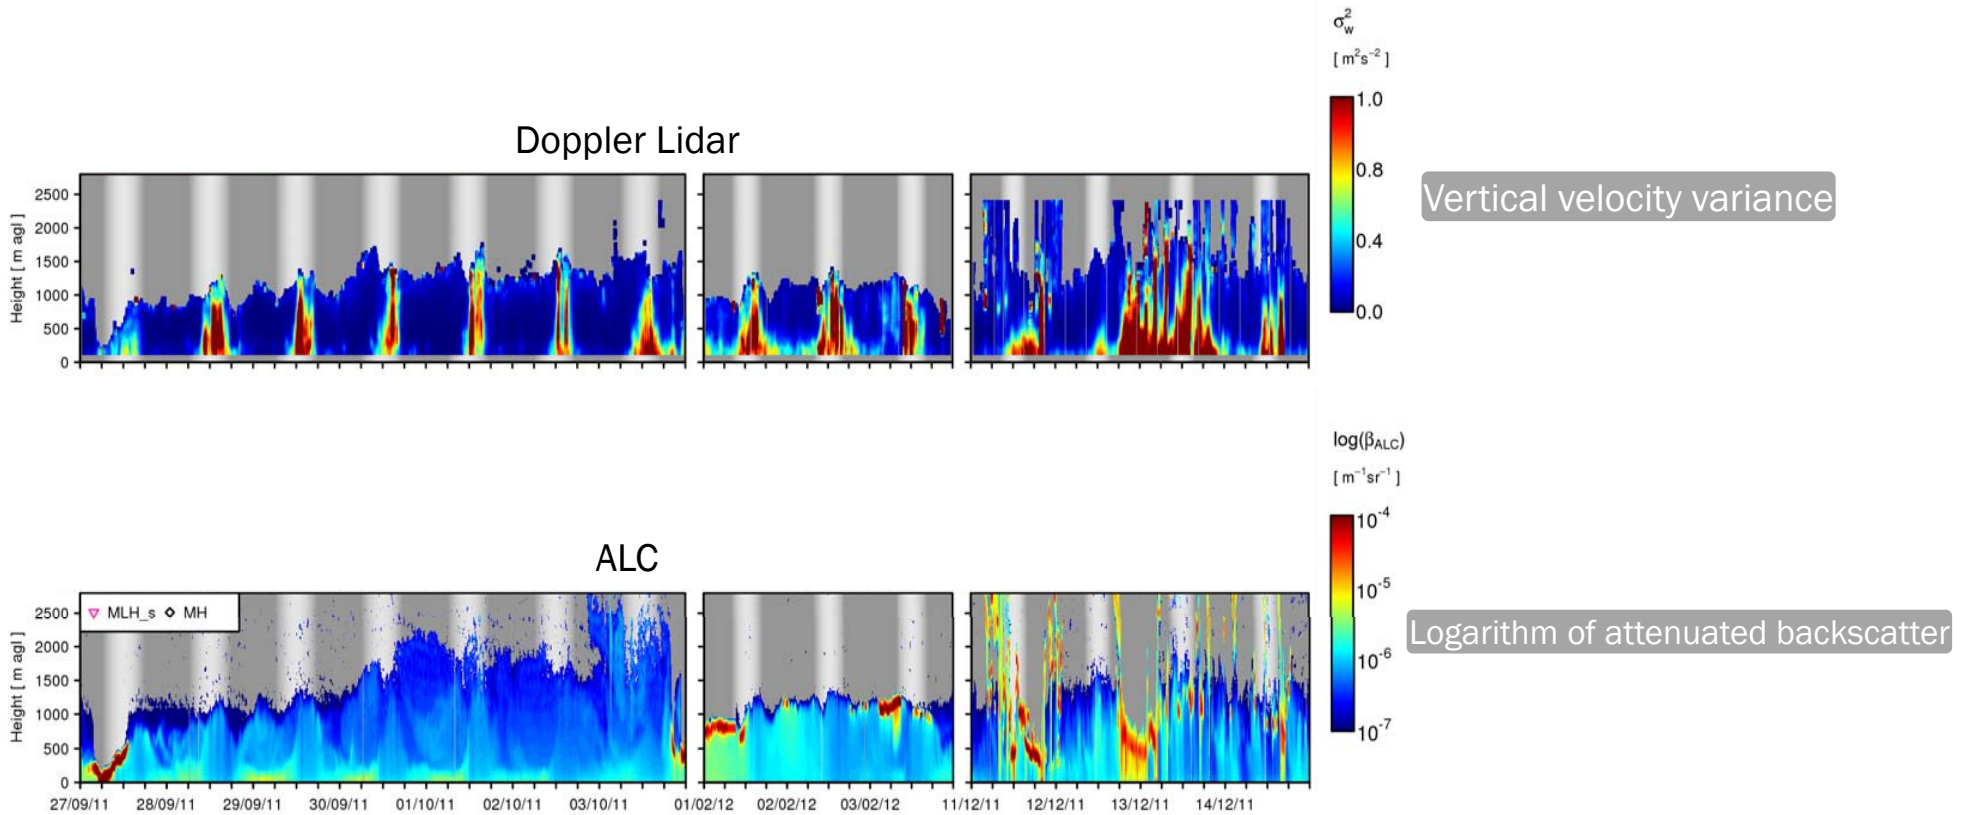 σ²w
[ m²s⁻² ]
1.0
0.8
0.4
0.0
Doppler Lidar
Vertical velocity variance
Height [ m agl ]
2500
2000
1500
1000
500
0
log(βALC)
[ m⁻¹sr⁻¹ ]
10⁻⁴
10⁻⁵
10⁻⁶
10⁻⁷
ALC
Logarithm of attenuated backscatter
▽ MLH_s ◇ MH
Height [ m agl ]
2500
2000
1500
1000
500
0
27/09/11 28/09/11 29/09/11 30/09/11 01/10/11 02/10/11 03/10/11 01/02/12 02/02/12 03/02/12 11/12/11 12/12/11 13/12/11 14/12/11